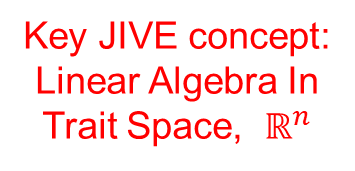 Key JIVE concept:
Linear Algebra In
Trait Space, ℝⁿ